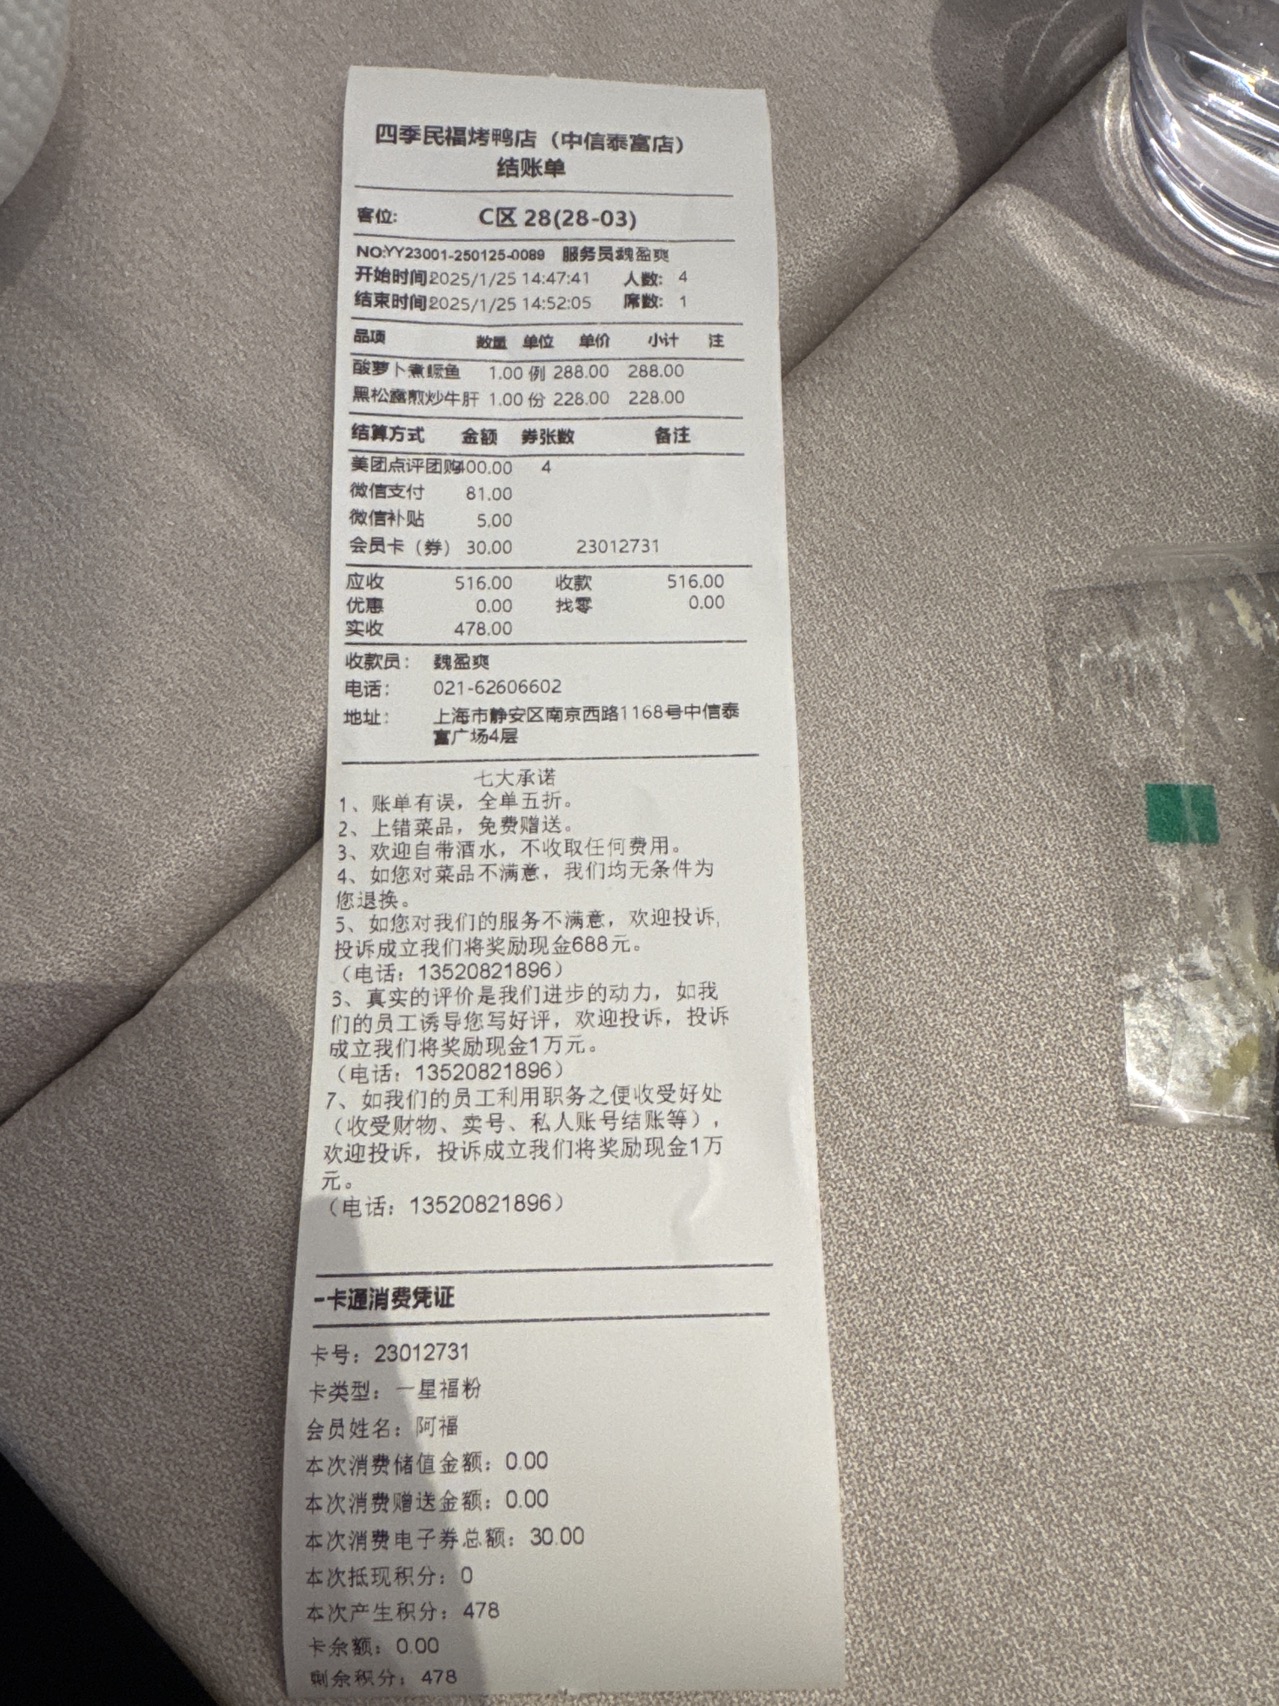 四季民福烤鸭店（中信泰富店）
结账单
客位: C区 28(28-03)
NO:YY23001-250125-0089 服务员魏盈爽
开始时间2025/1/25 14:47:41 人数: 4
结束时间2025/1/25 14:52:05 席数: 1
品项 数量 单位 单价 小计 注
酸萝卜煮鳜鱼 1.00 例 288.00 288.00
黑松露煎炒牛肝 1.00 份 228.00 228.00
结算方式 金额 券张数 备注
美团点评团购400.00 4
微信支付 81.00
微信补贴 5.00
会员卡（券） 30.00 23012731
应收 516.00 收款 516.00
优惠 0.00 找零 0.00
实收 478.00
收款员： 魏盈爽
电话： 021-62606602
地址： 上海市静安区南京西路1168号中信泰
富广场4层
七大承诺
1、账单有误，全单五折。
2、上错菜品，免费赠送。
3、欢迎自带酒水，不收取任何费用。
4、如您对菜品不满意，我们均无条件为
您退换。
5、如您对我们的服务不满意，欢迎投诉,
投诉成立我们将奖励现金688元。
（电话：13520821896）
6、真实的评价是我们进步的动力，如我
们的员工诱导您写好评，欢迎投诉，投诉
成立我们将奖励现金1万元。
（电话：13520821896）
7、如我们的员工利用职务之便收受好处
（收受财物、卖号、私人账号结账等），
欢迎投诉，投诉成立我们将奖励现金1万
元。
（电话：13520821896）
一卡通消费凭证
卡号：23012731
卡类型：一星福粉
会员姓名：阿福
本次消费储值金额：0.00
本次消费赠送金额：0.00
本次消费电子券总额：30.00
本次抵现积分：0
本次产生积分：478
卡余额：0.00
剩余积分：478